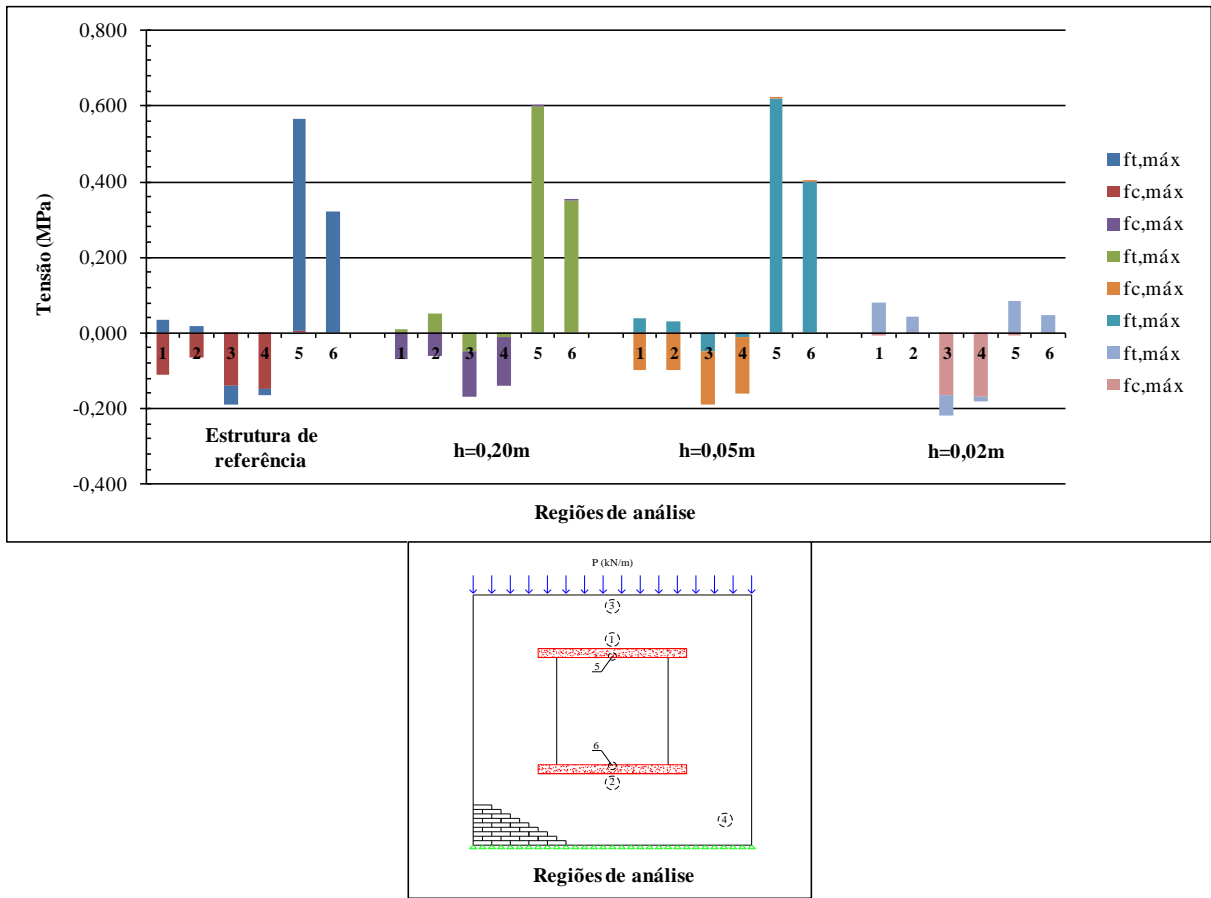 0,800
0,600
0,400
0,200
0,000
-0,200
-0,400
Tensão (MPa)
1 2 3 4 5 6 1 2 3 4 5 6 1 2 3 4 5 6 1 2 3 4 5 6
Estrutura de
referência
h=0,20m
h=0,05m
h=0,02m
Regiões de análise
ft,máx
fc,máx
fc,máx
ft,máx
fc,máx
ft,máx
ft,máx
fc,máx
P (kN/m)
3
1
5
6
2
4
Regiões de análise